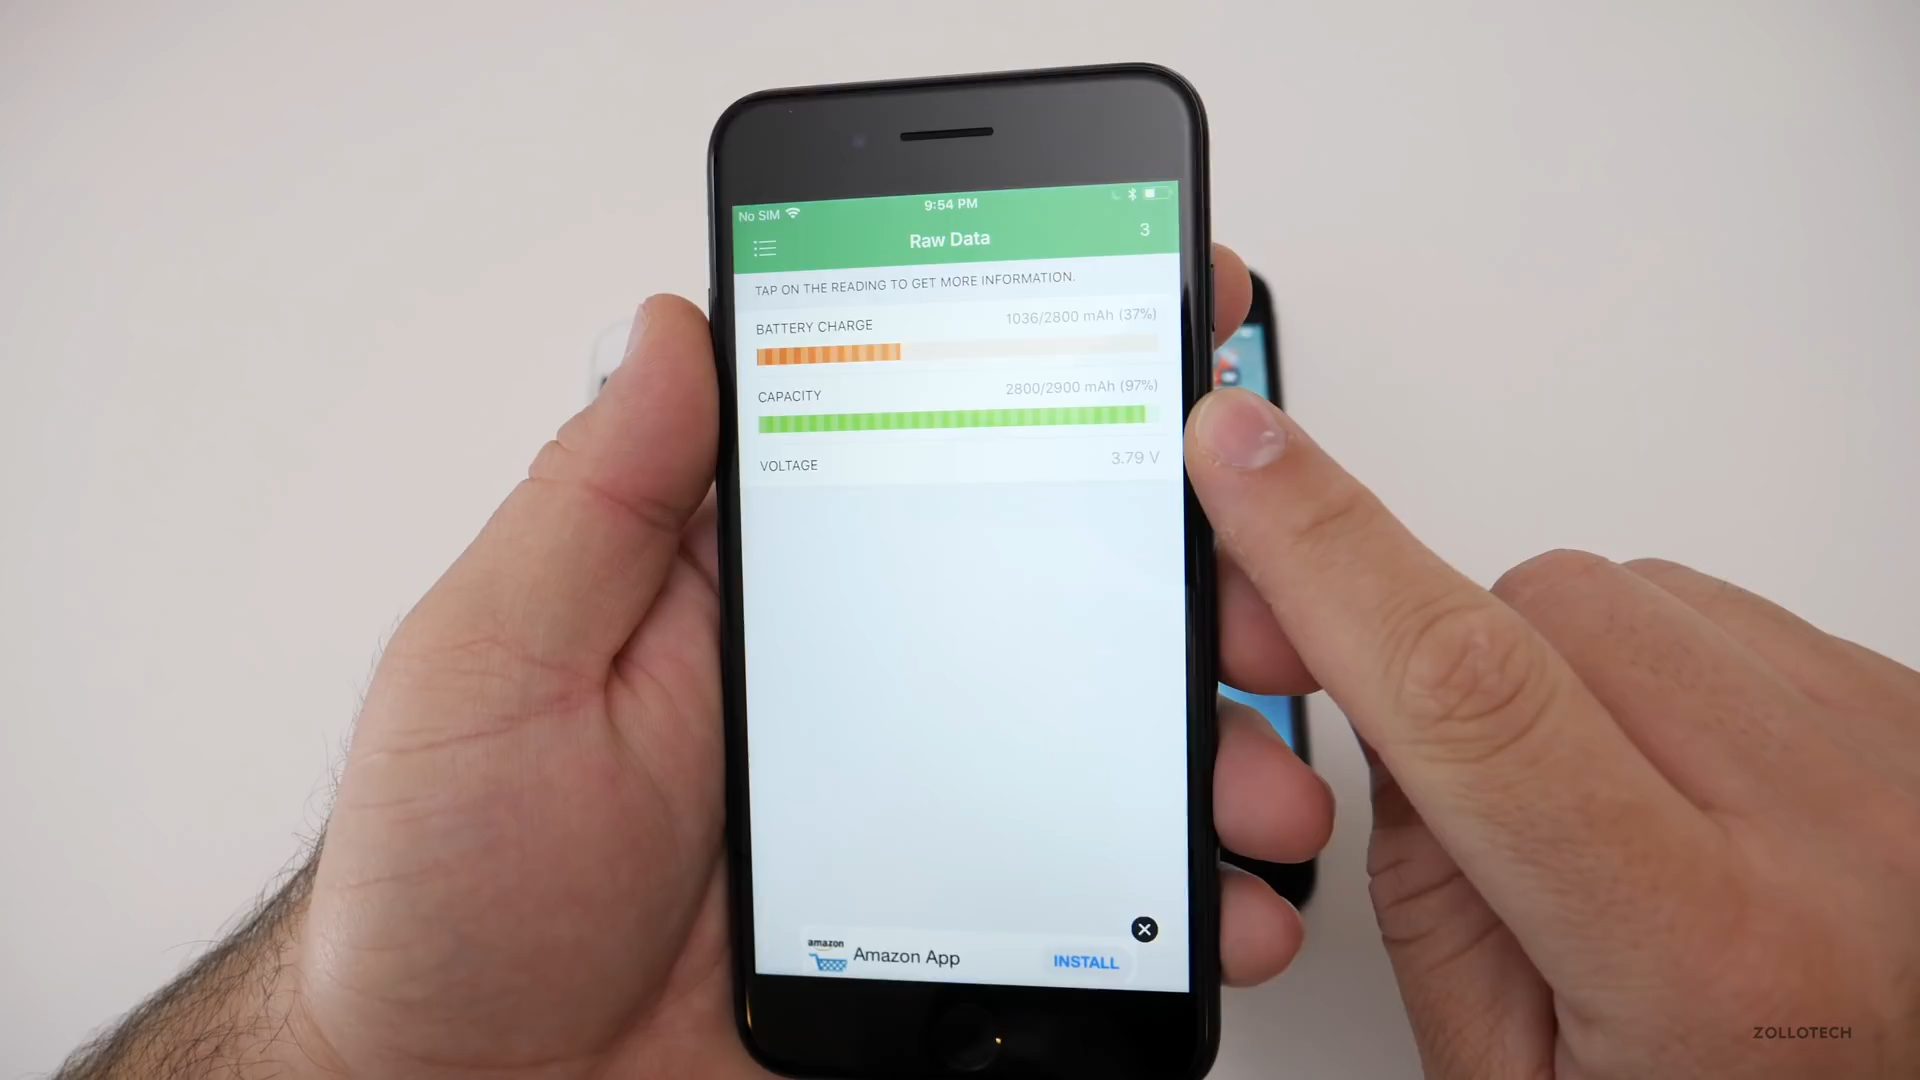 No SIM
9:54 PM
Raw Data
3
TAP ON THE READING TO GET MORE INFORMATION.
BATTERY CHARGE
1036/2800 mAh (37%)
CAPACITY
2800/2900 mAh (97%)
VOLTAGE
3.79 V
amazon
Amazon App
INSTALL
ZOLLOTECH